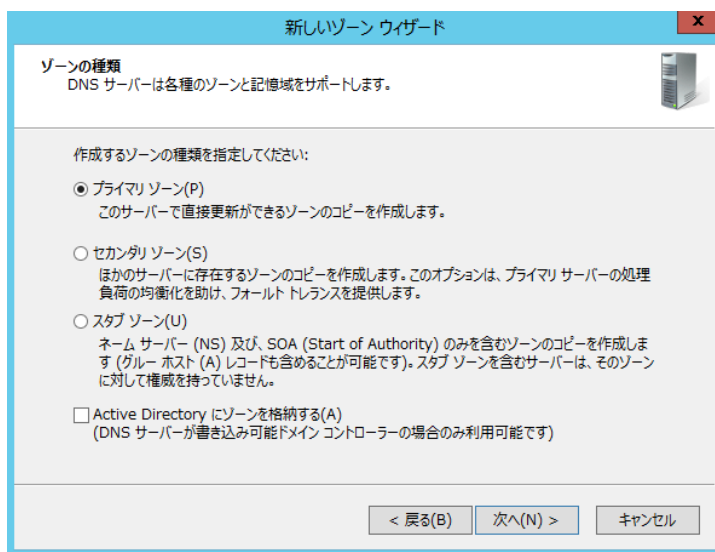 新しいゾーン ウィザード
x
ゾーンの種類
DNS サーバーは各種のゾーンと記憶域をサポートします。
作成するゾーンの種類を指定してください:
プライマリ ゾーン(P)
このサーバーで直接更新ができるゾーンのコピーを作成します。
セカンダリ ゾーン(S)
ほかのサーバーに存在するゾーンのコピーを作成します。このオプションは、プライマリ サーバーの処理
負荷の均衡化を助け、フォールト トレランスを提供します。
スタブ ゾーン(U)
ネーム サーバー (NS) 及び、SOA (Start of Authority) のみを含むゾーンのコピーを作成しま
す (グルー ホスト (A) レコードも含めることが可能です)。スタブ ゾーンを含むサーバーは、そのゾーン
に対して権威を持っていません。
Active Directory にゾーンを格納する(A)
(DNS サーバーが書き込み可能ドメイン コントローラーの場合のみ利用可能です)
< 戻る(B)
次へ(N) >
キャンセル